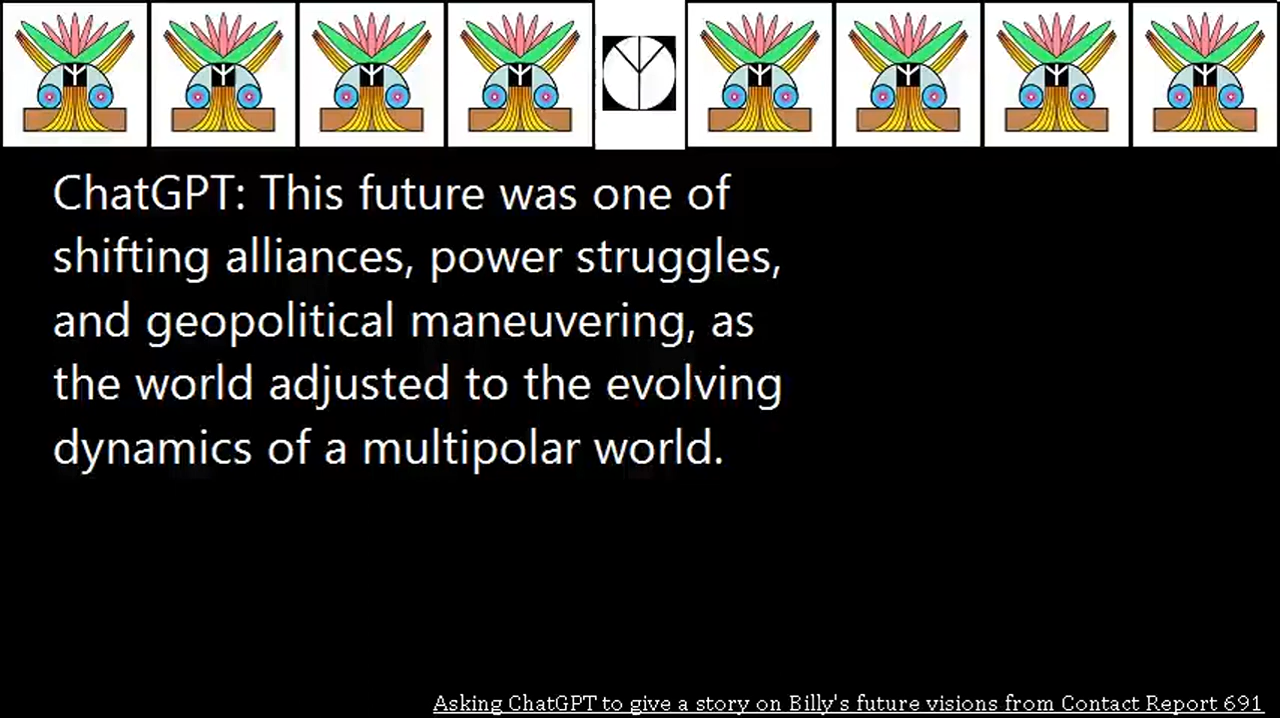 ChatGPT: This future was one of
shifting alliances, power struggles,
and geopolitical maneuvering, as
the world adjusted to the evolving
dynamics of a multipolar world.
Asking ChatGPT to give a story on Billy's future visions from Contact Report 691